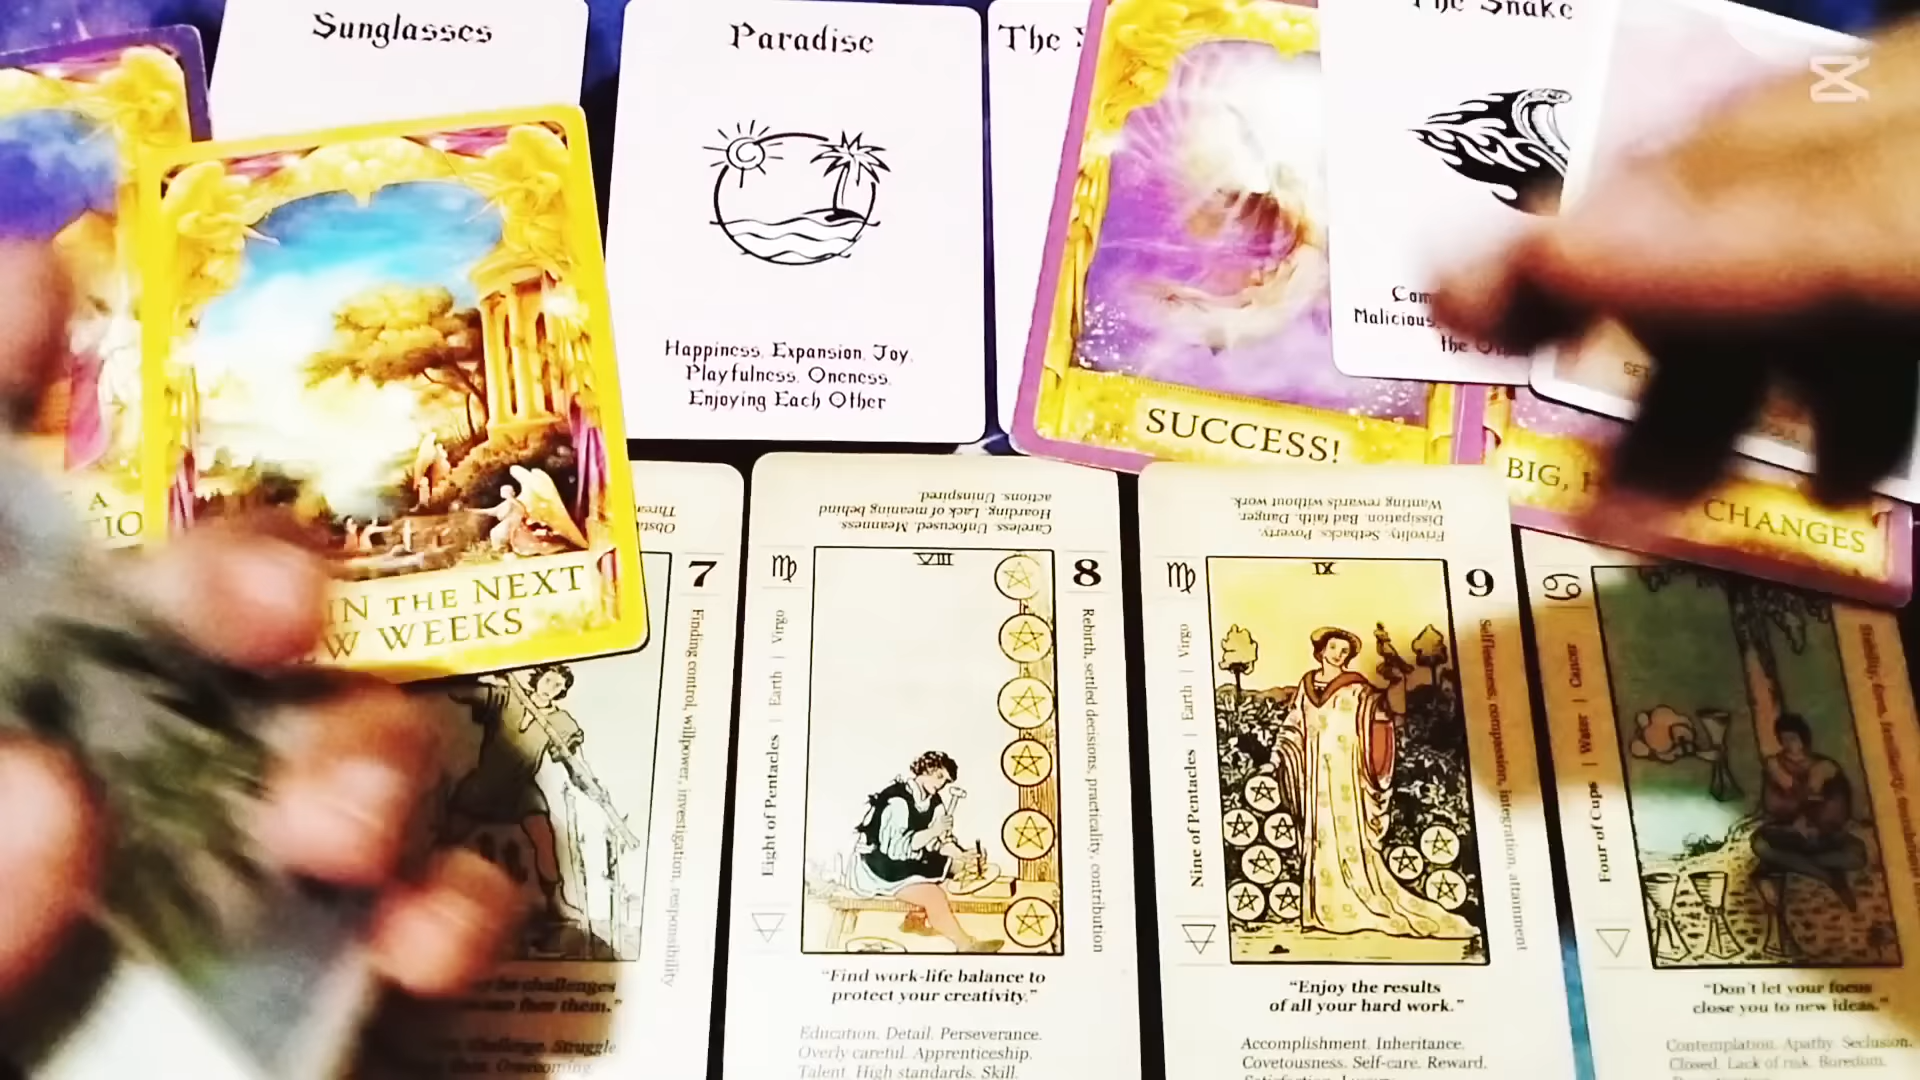 Sunglasses
Paradise
Happiness, Expansion, Joy,
Playfulness, Oneness,
Enjoying Each Other
The
The Snake
Malicious,
the
SUCCESS!
BIG,
CHANGES
A
IN THE NEXT
WEEKS
7
Finding control, willpower, investigation, responsibility
be challenges
them."
Challenge. Struggle
Careless. Unfocused. Meanness.
Hoarding. Lack of meaning behind
actions. Uninspired.
VIII
8
Eight of Pentacles | Earth | Virgo
Rebirth, settled decisions, practicality, contribution
"Find work-life balance to
protect your creativity."
Education. Detail. Perseverance.
Overly careful. Apprenticeship.
Talent. High standards. Skill.
Frivolity. Setbacks. Poverty.
Dissipation. Bad faith. Danger.
Wanting rewards without work.
IX
9
Nine of Pentacles | Earth | Virgo
Selflessness, compassion, integration, attainment
"Enjoy the results
of all your hard work."
Accomplishment. Inheritance.
Covetousness. Self-care. Reward.
Four of Cups | Water | Cancer
"Don't let your focus
close you to new ideas."
Contemplation. Apathy. Seclusion.
Closed. Lack of risk. Boredom.